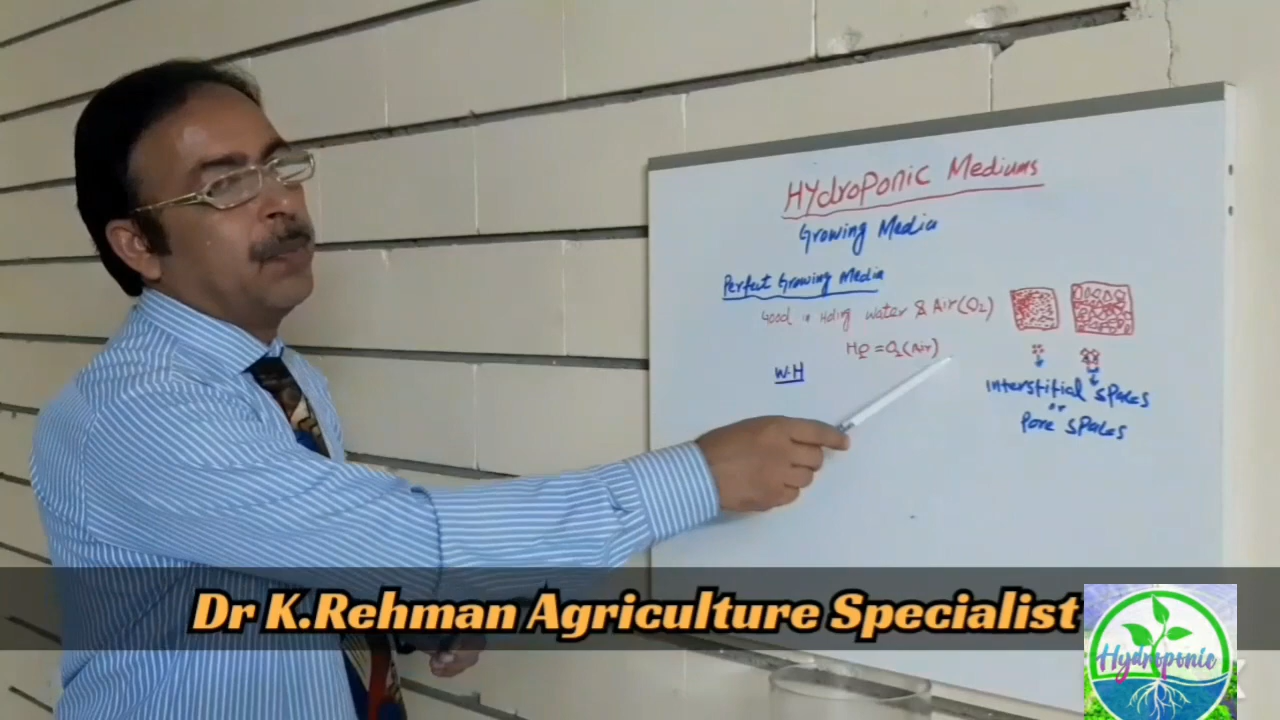 HYdroponic Mediums
Growing Media
Perfect Growing Media
Good in Holing water & Air (O2)
H2O = O2 (Air)
W.H
interstitial spaces
or
Pore spaces
Dr K.Rehman Agriculture Specialist
Hydroponic